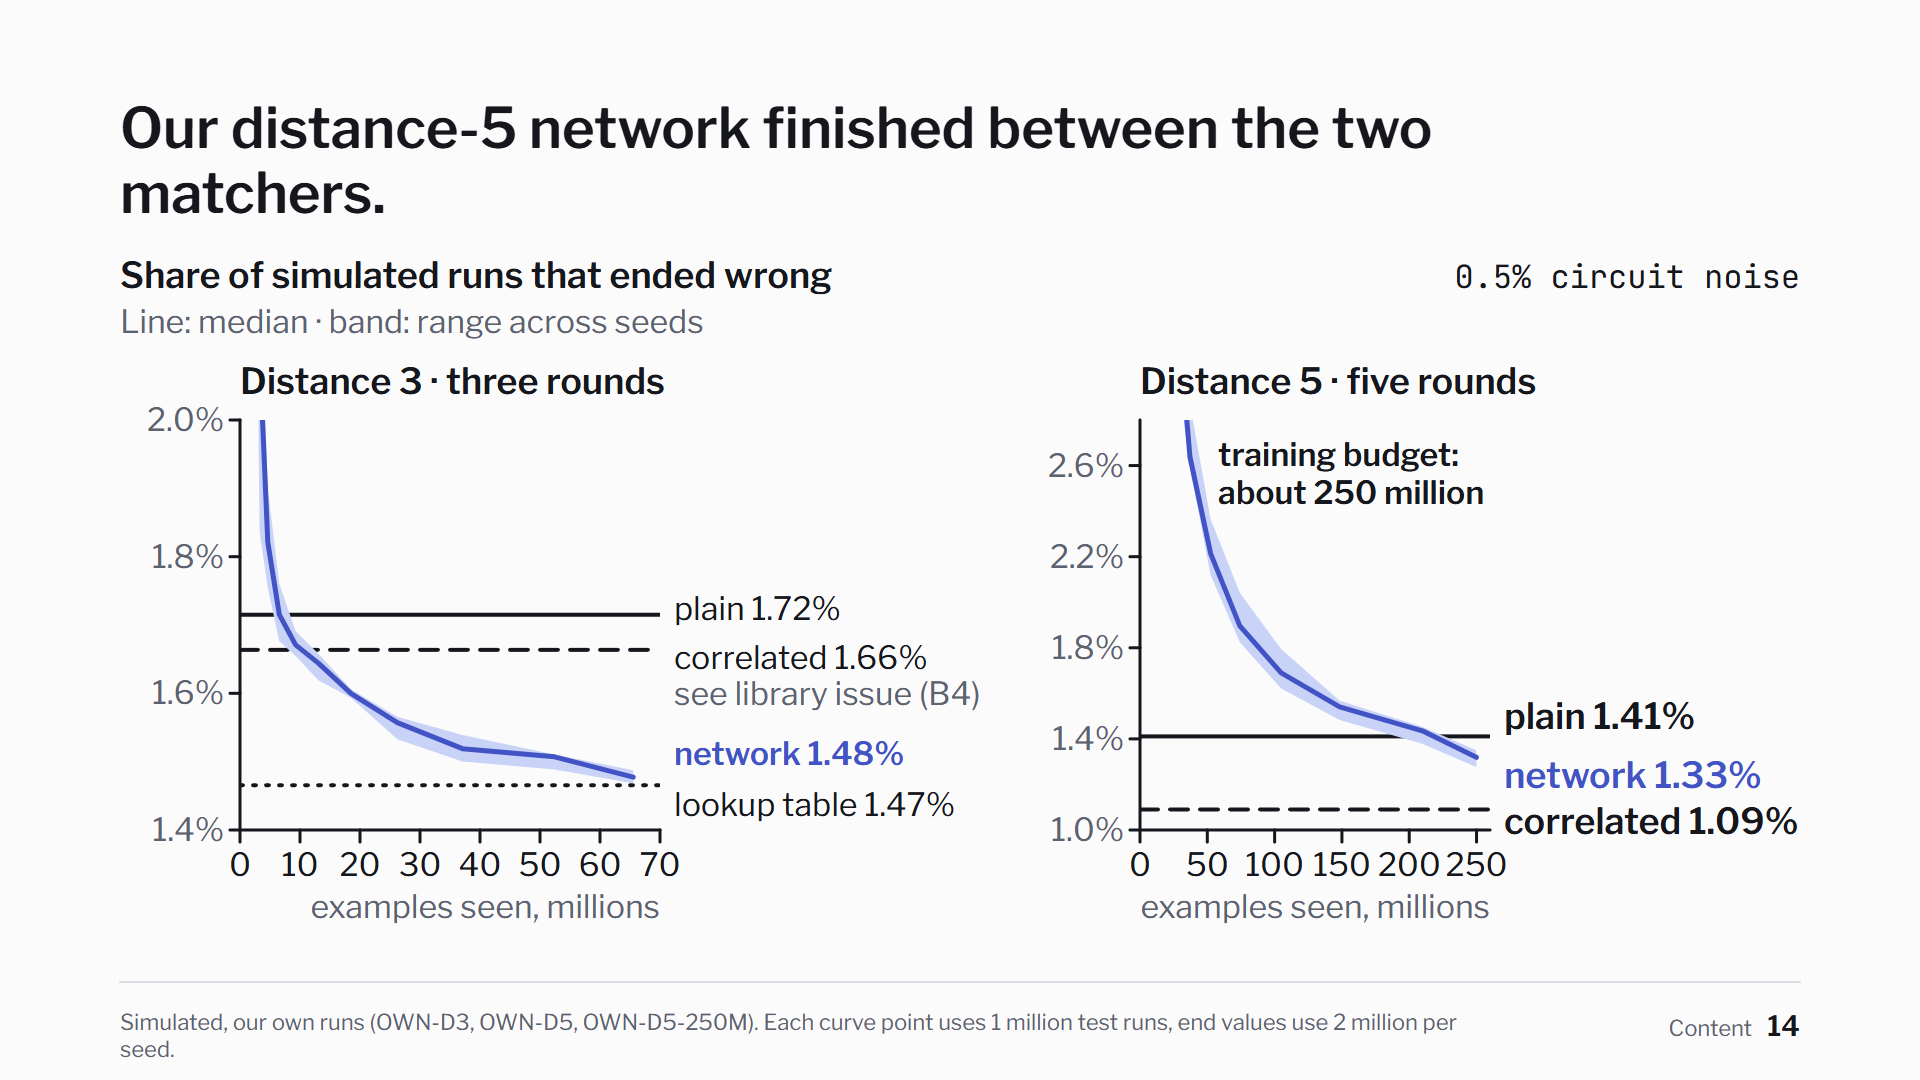 Our distance-5 network finished between the two
matchers.
Share of simulated runs that ended wrong
0.5% circuit noise
Line: median · band: range across seeds
Distance 3 · three rounds
2.0%
1.8%
1.6%
1.4%
plain 1.72%
correlated 1.66%
see library issue (B4)
network 1.48%
lookup table 1.47%
0 10 20 30 40 50 60 70
examples seen, millions
Distance 5 · five rounds
training budget:
about 250 million
2.6%
2.2%
1.8%
1.4%
1.0%
plain 1.41%
network 1.33%
correlated 1.09%
0 50 100 150 200 250
examples seen, millions
Simulated, our own runs (OWN-D3, OWN-D5, OWN-D5-250M). Each curve point uses 1 million test runs, end values use 2 million per
seed.
Content 14